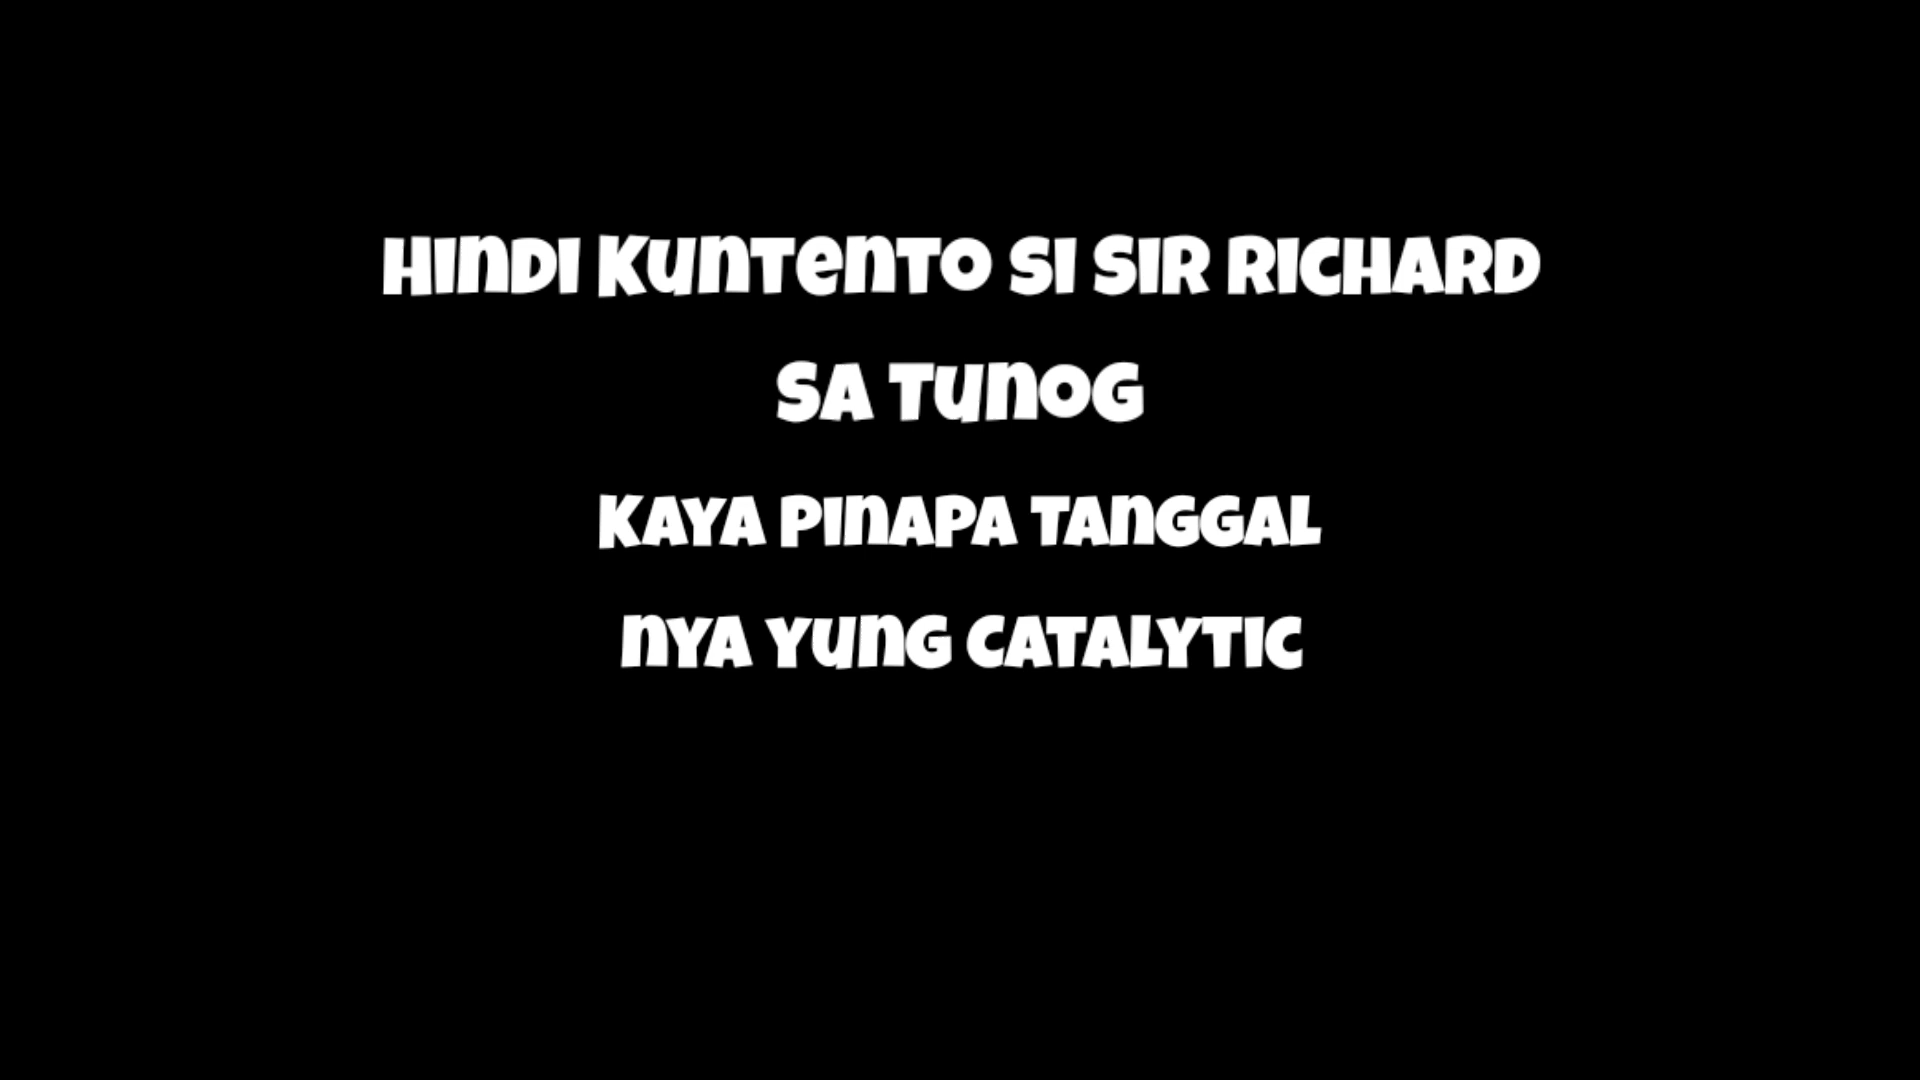 HINDI KUNTENTO SI SIR RICHARD
SA TUNOG
KAYA PINAPA TANGGAL
NYA YUNG CATALYTIC